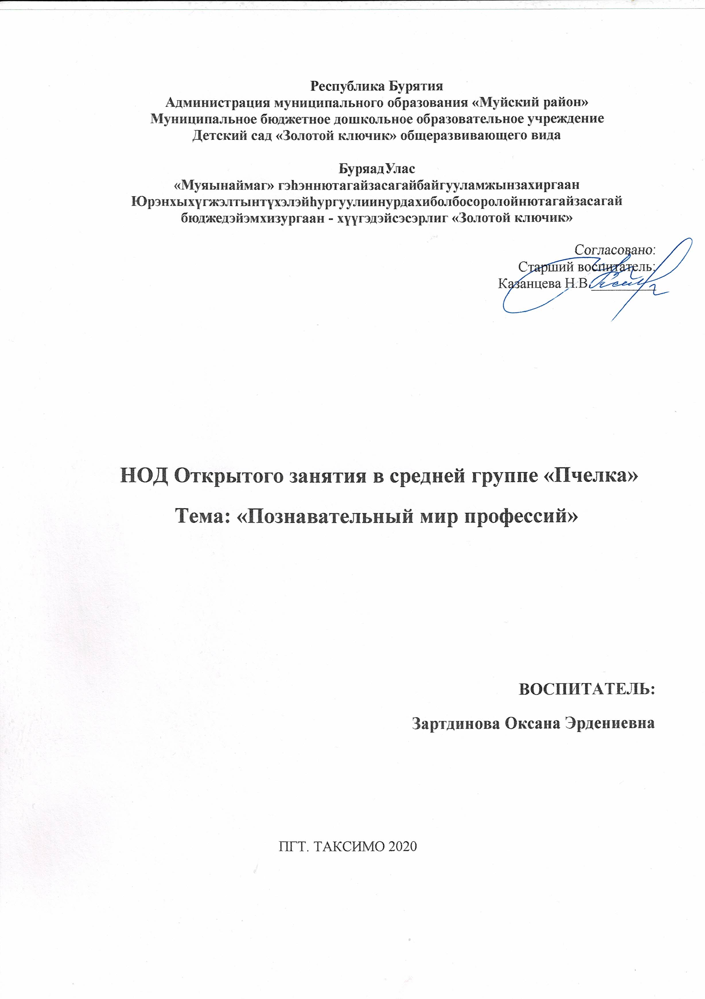 Республика Бурятия
Администрация муниципального образования «Муйский район»
Муниципальное бюджетное дошкольное образовательное учреждение
Детский сад «Золотой ключик» общеразвивающего вида
БуряадУлас
«Муяынаймаг» гэһэннютагайзасагайбайгууламжынзахиргаан
Юрэнхыхүгжэлтынтүхэлэйһургуулиинурдахиболбосоролойнютагайзасагай
бюджедэйэмхизургаан - хүүгэдэйсэсэрлиг «Золотой ключик»
Согласовано:
Старший воспитатель:
Казанцева Н.В.
НОД Открытого занятия в средней группе «Пчелка»
Тема: «Познавательный мир профессий»
ВОСПИТАТЕЛЬ:
Зартдинова Оксана Эрдениевна
ПГТ. ТАКСИМО 2020